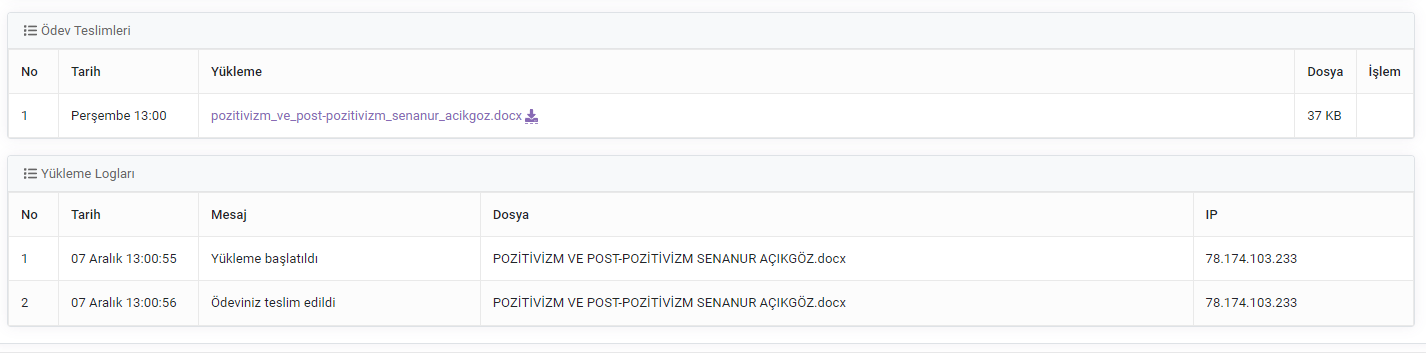 Ödev Teslimleri
No Tarih Yükleme Dosya İşlem
1 Perşembe 13:00 pozitivizm_ve_post-pozitivizm_senanur_acikgoz.docx 37 KB
Yükleme Logları
No Tarih Mesaj Dosya IP
1 07 Aralık 13:00:55 Yükleme başlatıldı POZİTİVİZM VE POST-POZİTİVİZM SENANUR AÇIKGÖZ.docx 78.174.103.233
2 07 Aralık 13:00:56 Ödeviniz teslim edildi POZİTİVİZM VE POST-POZİTİVİZM SENANUR AÇIKGÖZ.docx 78.174.103.233